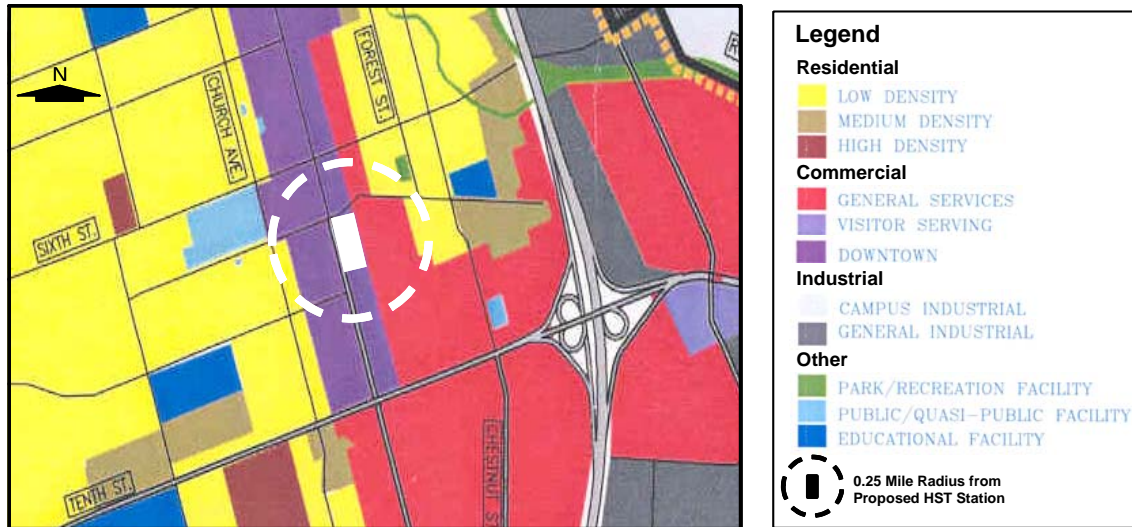 N
CHURCH AVE.
FOREST ST.
SIXTH ST.
TENTH ST.
CHESTNUT S
R
Legend
Residential
LOW DENSITY
MEDIUM DENSITY
HIGH DENSITY
Commercial
GENERAL SERVICES
VISITOR SERVING
DOWNTOWN
Industrial
CAMPUS INDUSTRIAL
GENERAL INDUSTRIAL
Other
PARK/RECREATION FACILITY
PUBLIC/QUASI-PUBLIC FACILITY
EDUCATIONAL FACILITY
0.25 Mile Radius from
Proposed HST Station